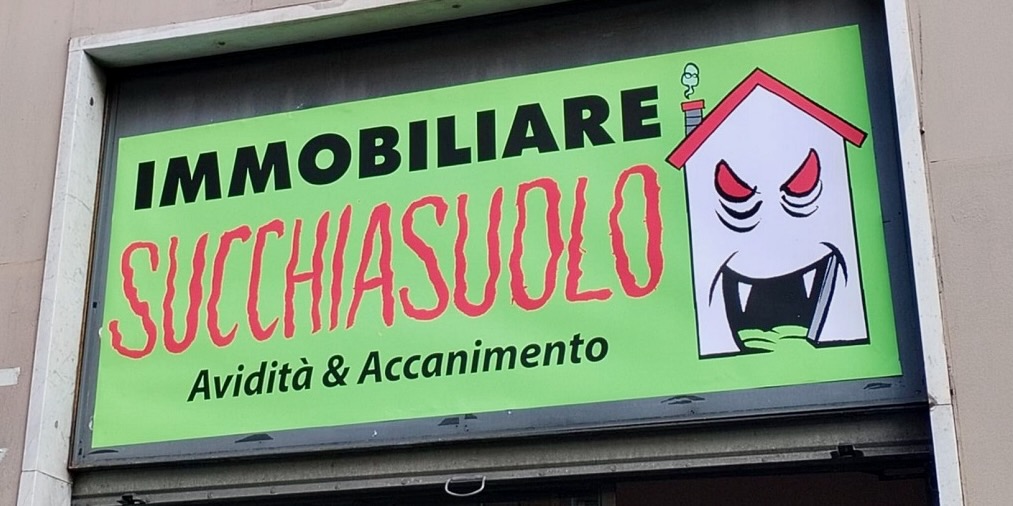 IMMOBILIARE
SUCCHIASUOLO
Avidità & Accanimento